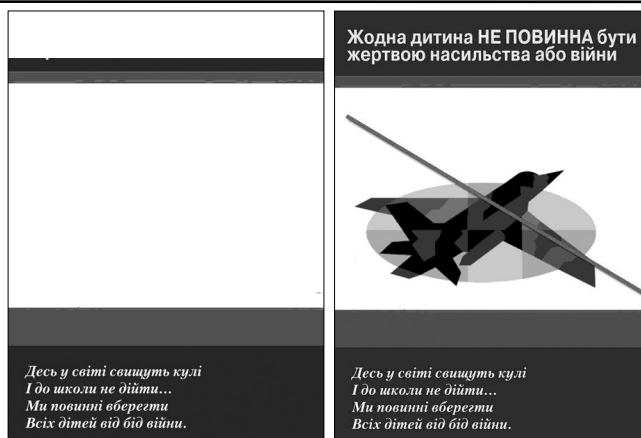 Жодна дитина НЕ ПОВИННА бути
жертвою насильства або війни
Десь у світі свищуть кулі
І до школи не дійти...
Ми повинні вберегти
Всіх дітей від бід війни.
Десь у світі свищуть кулі
І до школи не дійти...
Ми повинні вберегти
Всіх дітей від бід війни.